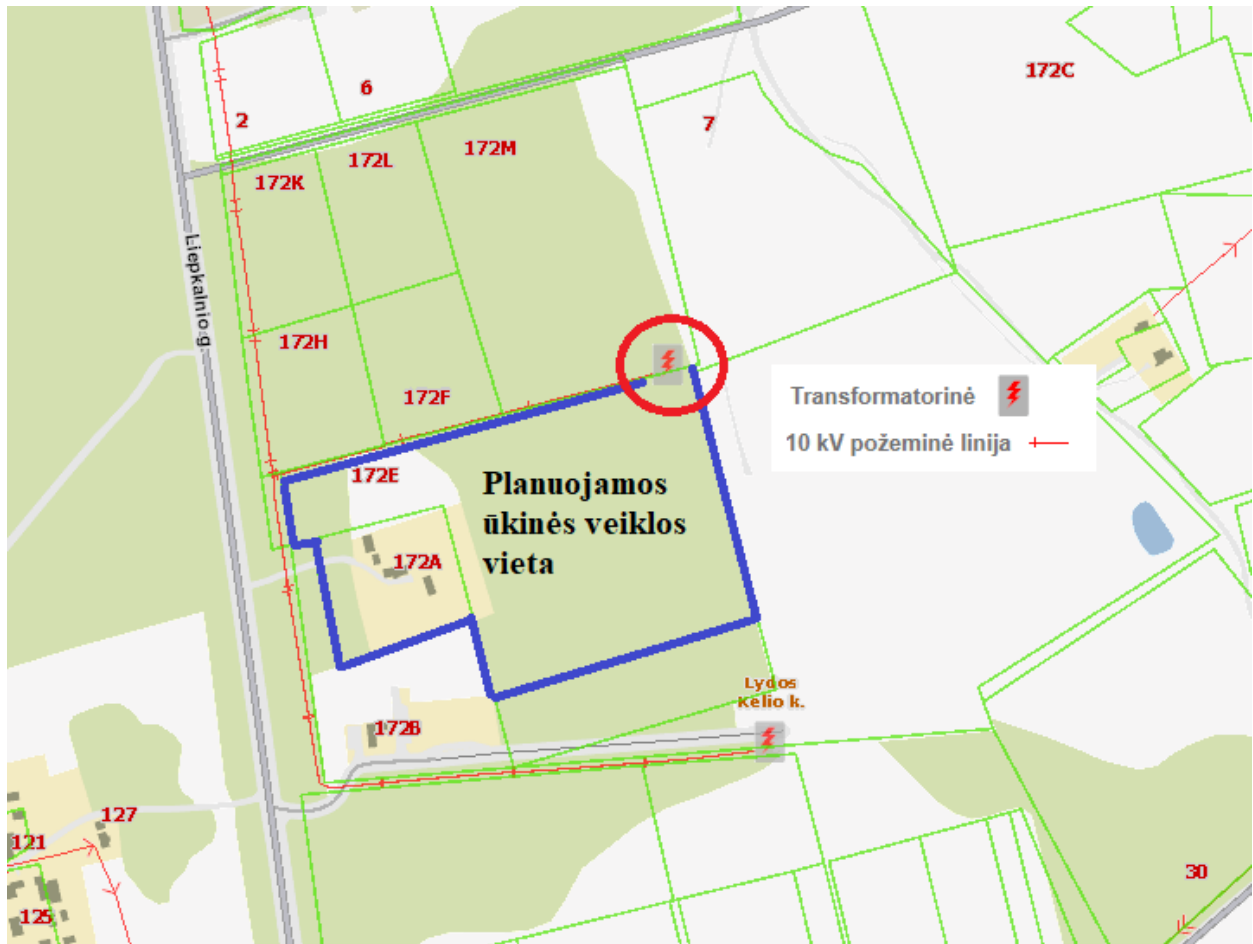 172C
6
2
7
172M
172L
172K
Liepkalnio g.
172H
172F
Transformatorinė
10 kV požeminė linija
172E
Planuojamos
ūkinės veiklos
vieta
172A
Lydos
Kelio k.
172B
127
121
30
125